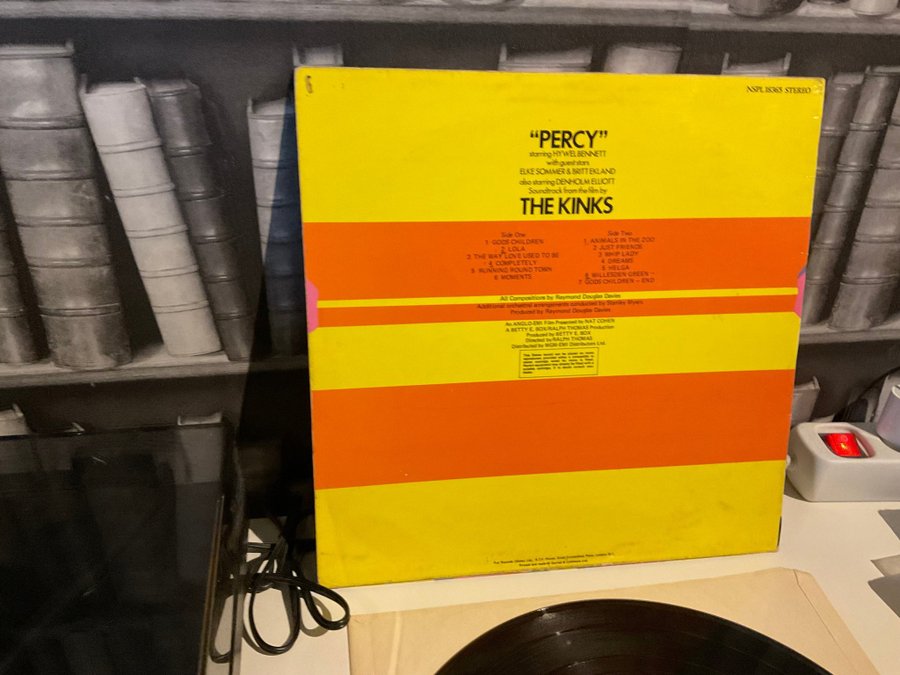 6
NSPL 18365 STEREO
“PERCY”
starring HYWEL BENNETT
with guest stars
ELKE SOMMER & BRITT EKLAND
also starring DENHOLM ELLIOTT
Soundtrack from the film by
THE KINKS
Side One
1. GODS CHILDREN
2. LOLA
3. THE WAY LOVE USED TO BE
4. COMPLETELY
5. RUNNING ROUND TOWN
6. MOMENTS
Side Two
1. ANIMALS IN THE ZOO
2. JUST FRIENDS
3. WHIP LADY
4. DREAMS
5. HELGA
6. WILLESDEN GREEN –
7. GODS CHILDREN – END
All Compositions by Raymond Douglas Davies
Additional orchestral arrangements conducted by Stanley Myers
Produced by Raymond Douglas Davies
An ANGLO-EMI Film Presented by NAT COHEN
A BETTY E. BOX/RALPH THOMAS Production
Produced by BETTY E. BOX
Directed by RALPH THOMAS
Distributed by MGM-EMI Distributors Ltd.